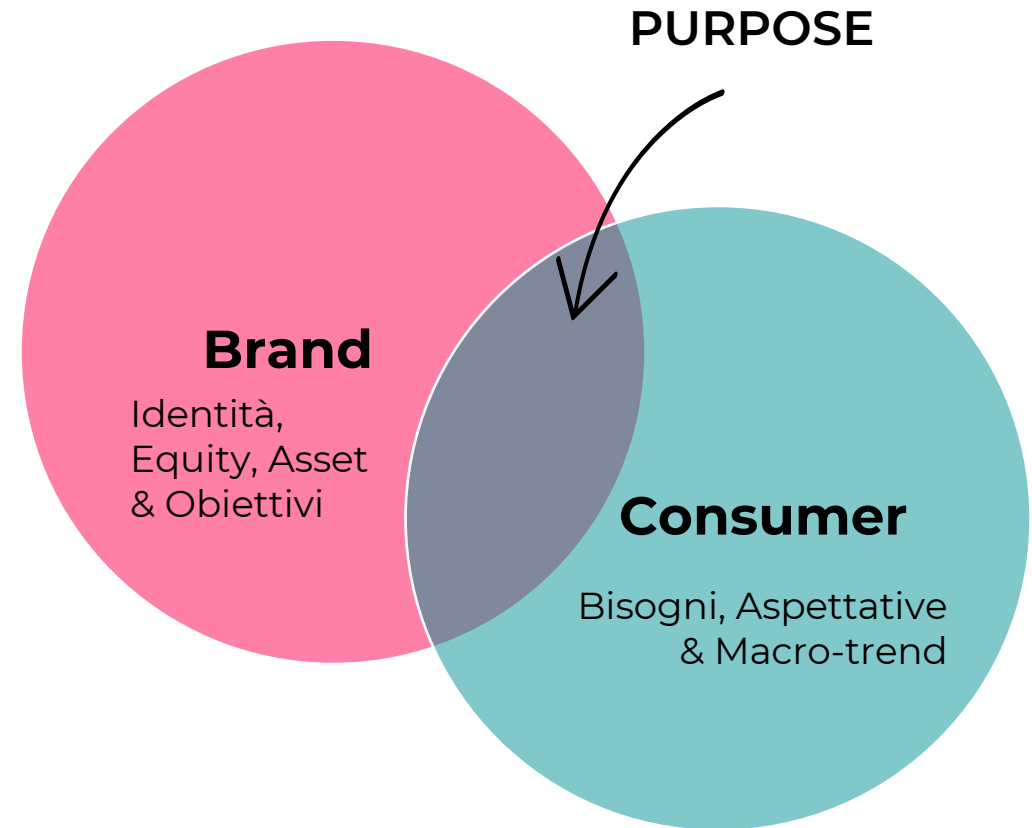 PURPOSE
Brand
Identità,
Equity, Asset
& Obiettivi
Consumer
Bisogni, Aspettative
& Macro-trend